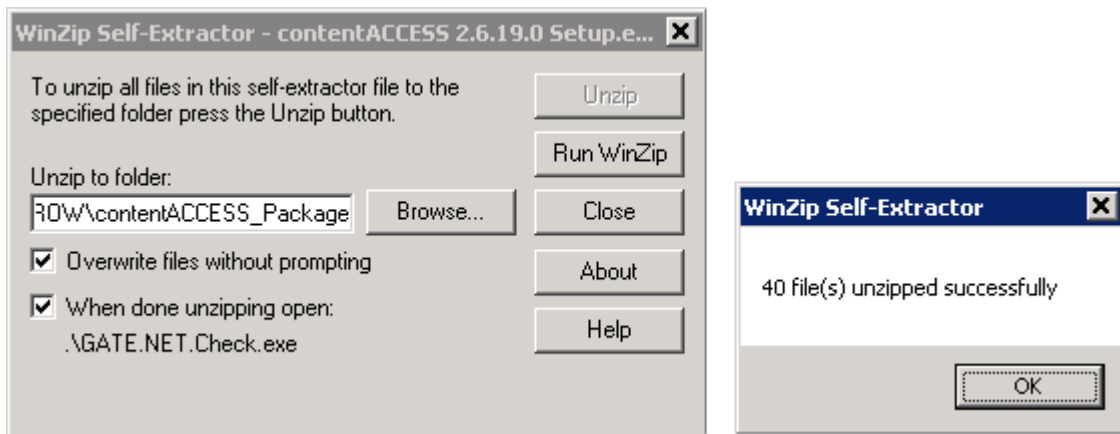 WinZip Self-Extractor - contentACCESS 2.6.19.0 Setup.e...
To unzip all files in this self-extractor file to the
specified folder press the Unzip button.
Unzip to folder:
ROW\contentACCESS_Package
Browse...
Overwrite files without prompting
When done unzipping open:
.\GATE.NET.Check.exe
Unzip
Run WinZip
Close
About
Help
WinZip Self-Extractor
40 file(s) unzipped successfully
OK